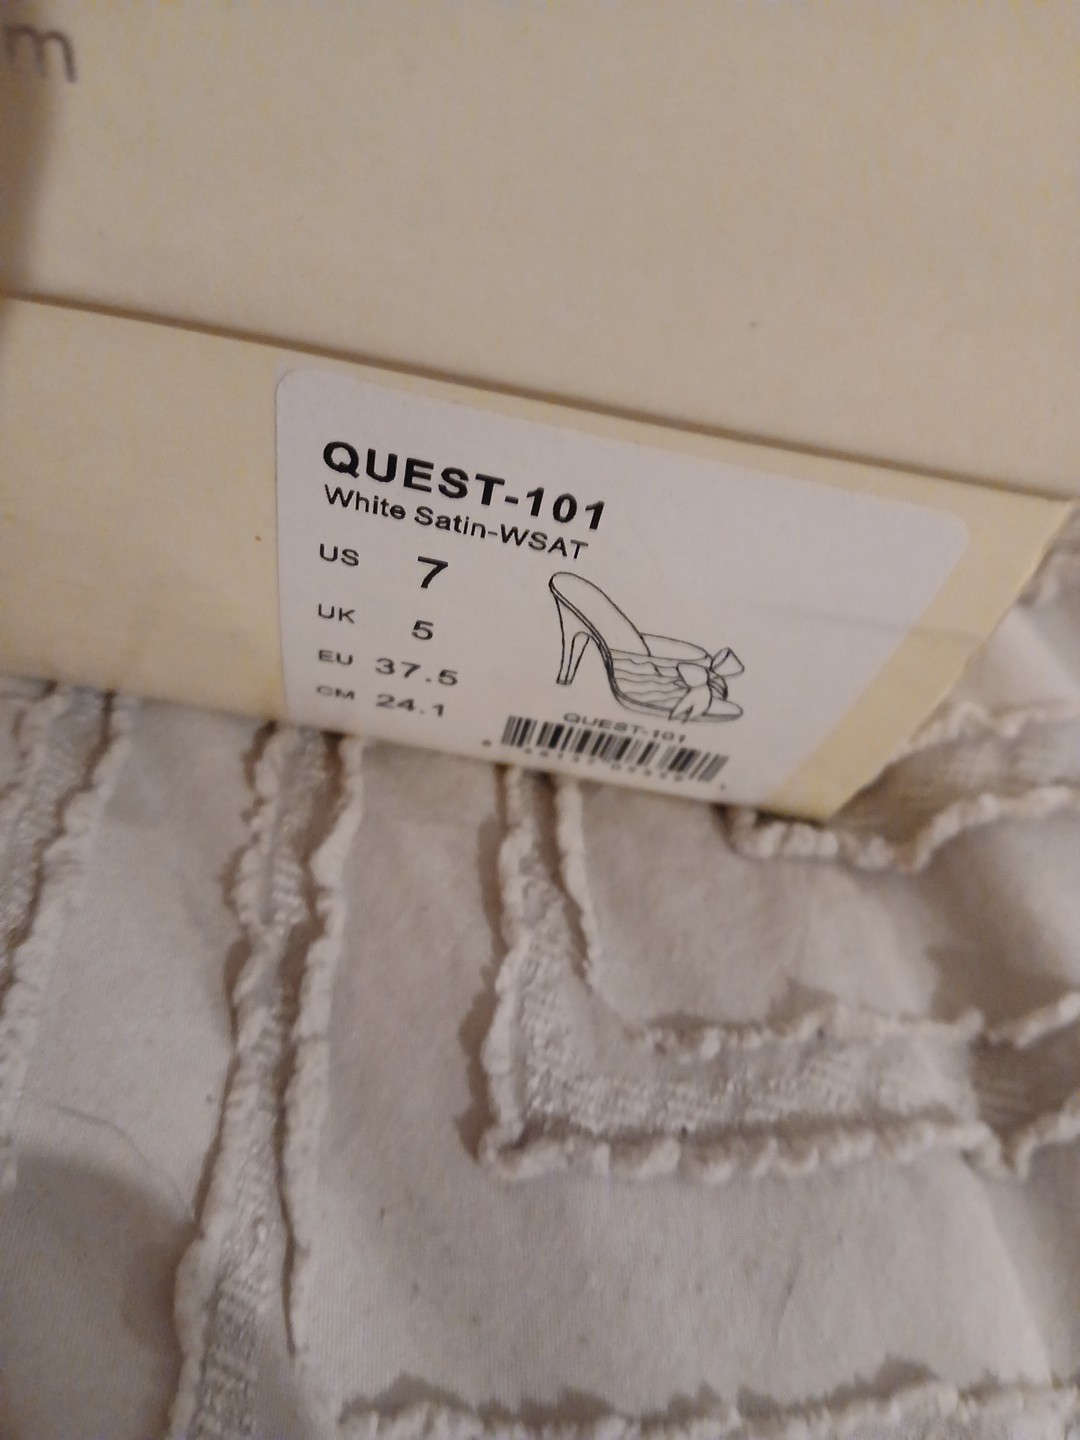 m
QUEST-101
White Satin-WSAT
US 7
UK 5
EU 37.5
CM 24.1
QUEST-101